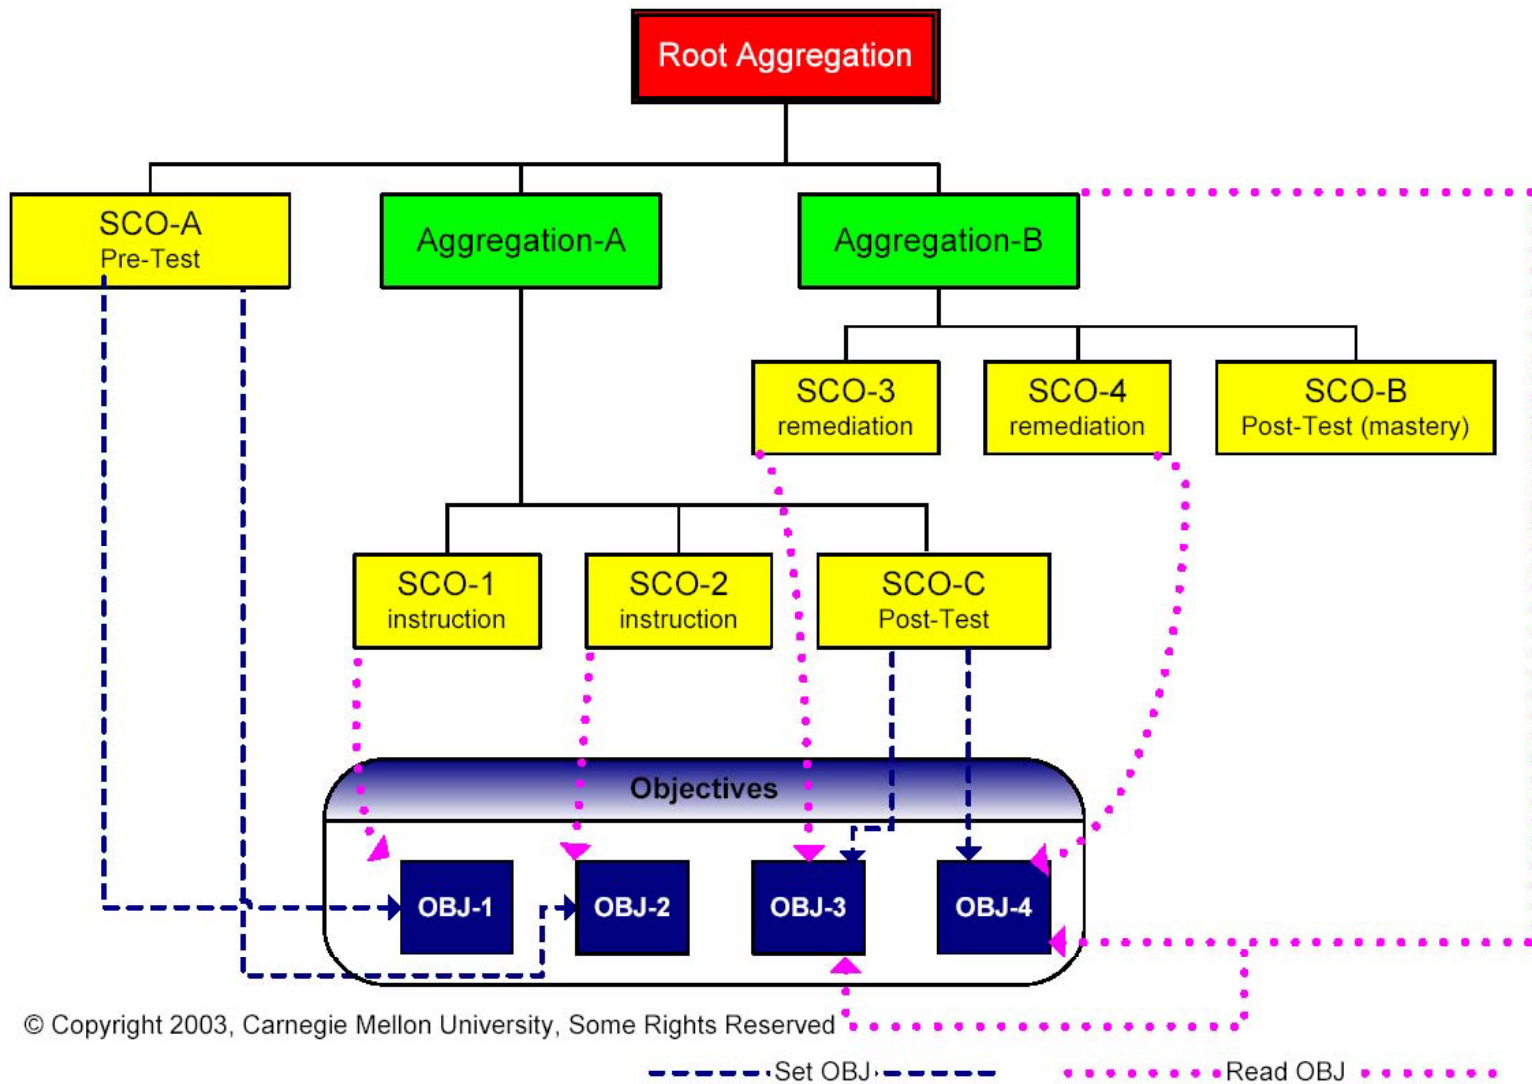 Root Aggregation
SCO-A
Pre-Test
Aggregation-A
Aggregation-B
SCO-3
remediation
SCO-4
remediation
SCO-B
Post-Test (mastery)
SCO-1
instruction
SCO-2
instruction
SCO-C
Post-Test
Objectives
OBJ-1
OBJ-2
OBJ-3
OBJ-4
© Copyright 2003, Carnegie Mellon University, Some Rights Reserved
Set OBJ
Read OBJ